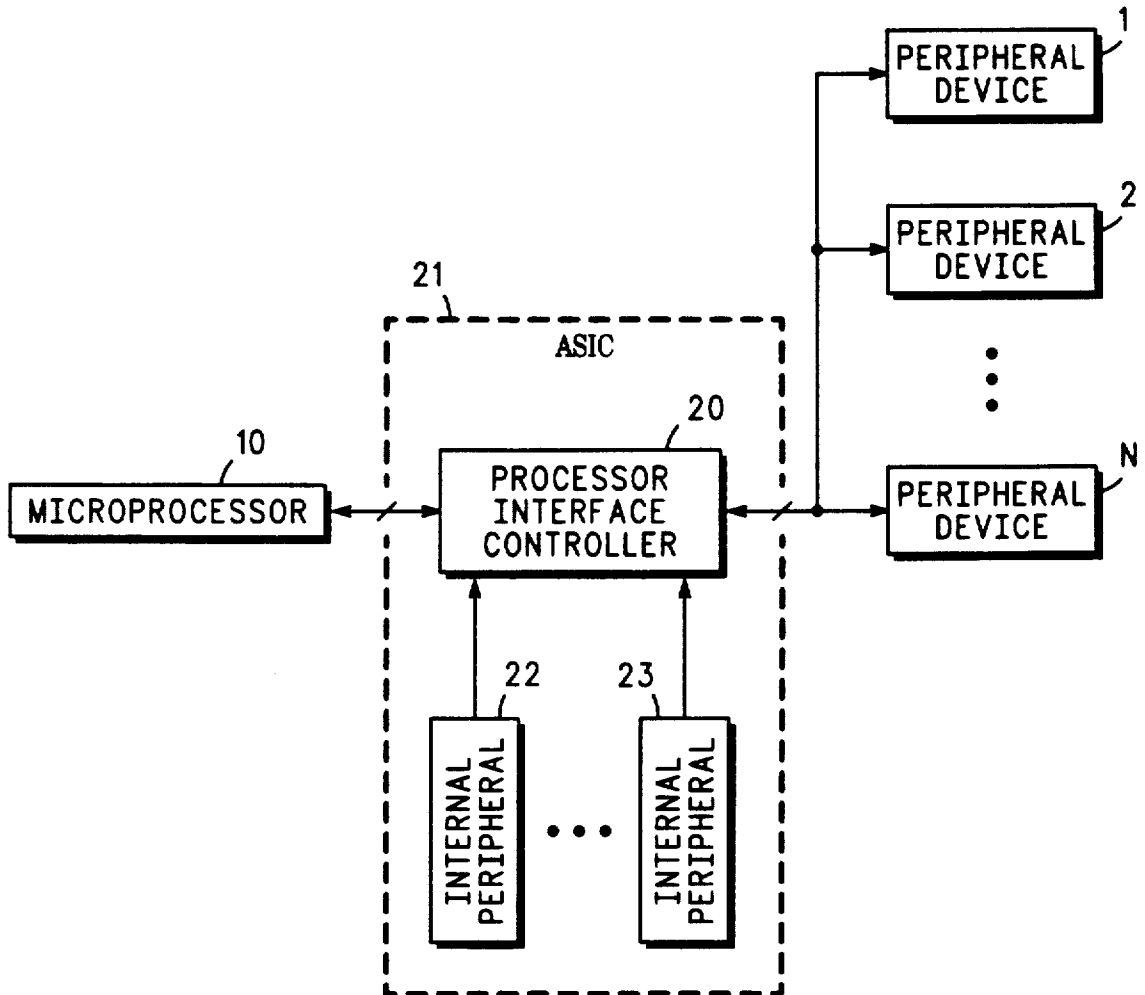 1
PERIPHERAL
DEVICE
2
PERIPHERAL
DEVICE
21
ASIC
20
10
N
MICROPROCESSOR
PROCESSOR
INTERFACE
CONTROLLER
PERIPHERAL
DEVICE
22
23
INTERNAL
PERIPHERAL
INTERNAL
PERIPHERAL